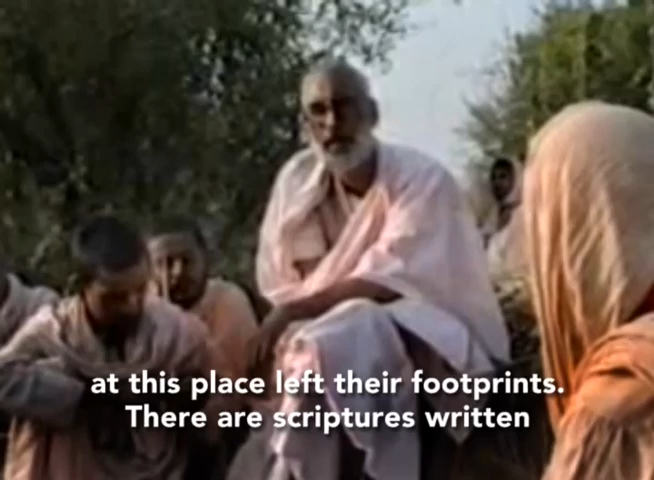 at this place left their footprints.
There are scriptures written